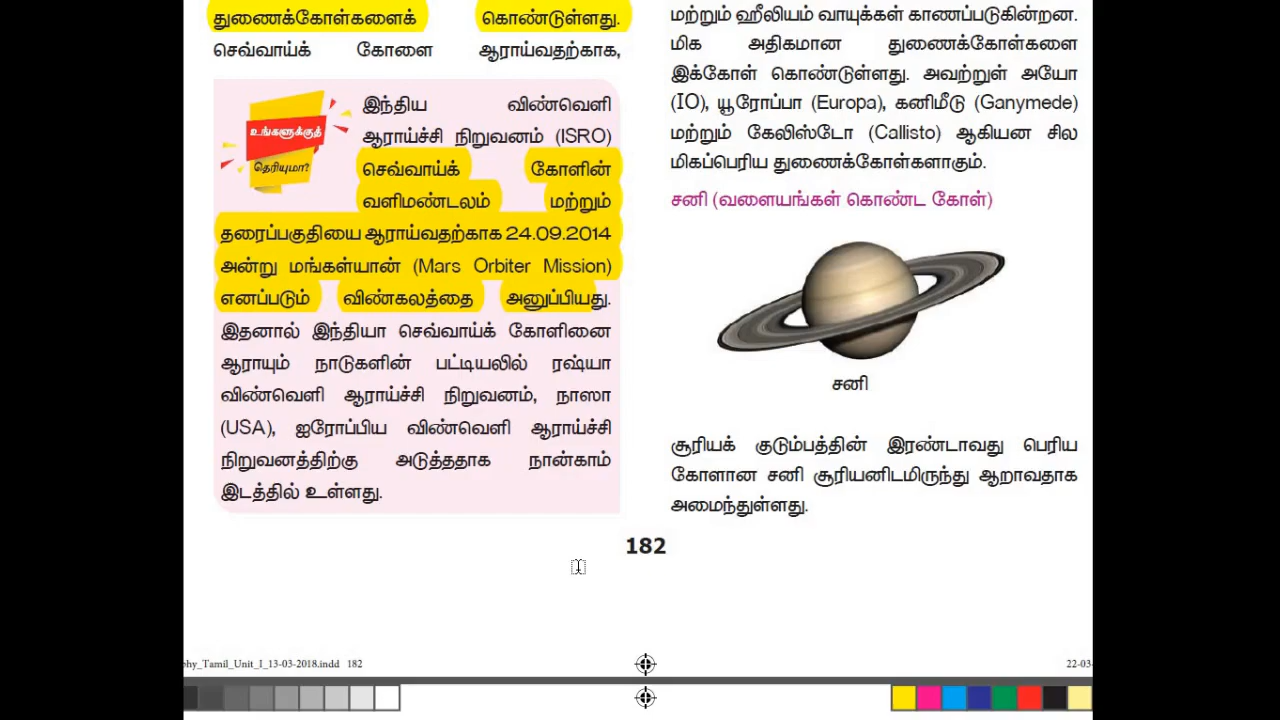 துணைக்கோள்களைக் கொண்டுள்ளது.
செவ்வாய்க் கோளை ஆராய்வதற்காக,
உங்களுக்குத்
தெரியுமா?
இந்திய விண்வெளி
ஆராய்ச்சி நிறுவனம் (ISRO)
செவ்வாய்க் கோளின்
வளிமண்டலம் மற்றும்
தரைப்பகுதியை ஆராய்வதற்காக 24.09.2014
அன்று மங்கள்யான் (Mars Orbiter Mission)
எனப்படும் விண்கலத்தை அனுப்பியது.
இதனால் இந்தியா செவ்வாய்க் கோளினை
ஆராயும் நாடுகளின் பட்டியலில் ரஷ்யா
விண்வெளி ஆராய்ச்சி நிறுவனம், நாஸா
(USA), ஐரோப்பிய விண்வெளி ஆராய்ச்சி
நிறுவனத்திற்கு அடுத்ததாக நான்காம்
இடத்தில் உள்ளது.
மற்றும் ஹீலியம் வாயுக்கள் காணப்படுகின்றன.
மிக அதிகமான துணைக்கோள்களை
இக்கோள் கொண்டுள்ளது. அவற்றுள் அயோ
(IO), யூரோப்பா (Europa), கனிமீடு (Ganymede)
மற்றும் கேலிஸ்டோ (Callisto) ஆகியன சில
மிகப்பெரிய துணைக்கோள்களாகும்.
சனி (வளையங்கள் கொண்ட கோள்)
சனி
சூரியக் குடும்பத்தின் இரண்டாவது பெரிய
கோளான சனி சூரியனிடமிருந்து ஆறாவதாக
அமைந்துள்ளது.
182
hy_Tamil_Unit_I_13-03-2018.indd 182
22-03-